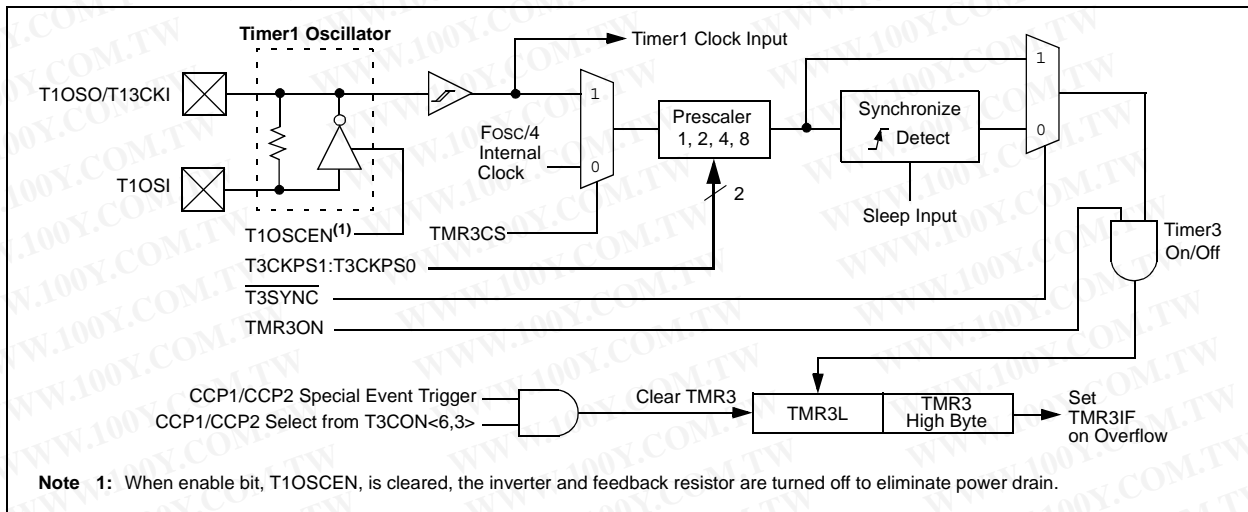 Timer1 Oscillator
Timer1 Clock Input
T1OSO/T13CKI
T1OSI
FOSC/4
Internal
Clock
1
0
Prescaler
1, 2, 4, 8
2
Synchronize
Detect
Sleep Input
1
0
T1OSCEN(1)
TMR3CS
T3CKPS1:T3CKPS0
T3SYNC
TMR3ON
Timer3
On/Off
CCP1/CCP2 Special Event Trigger
CCP1/CCP2 Select from T3CON<6,3>
Clear TMR3
TMR3L
TMR3
High Byte
Set
TMR3IF
on Overflow
Note 1: When enable bit, T1OSCEN, is cleared, the inverter and feedback resistor are turned off to eliminate power drain.
WWW.100Y.COM.TW